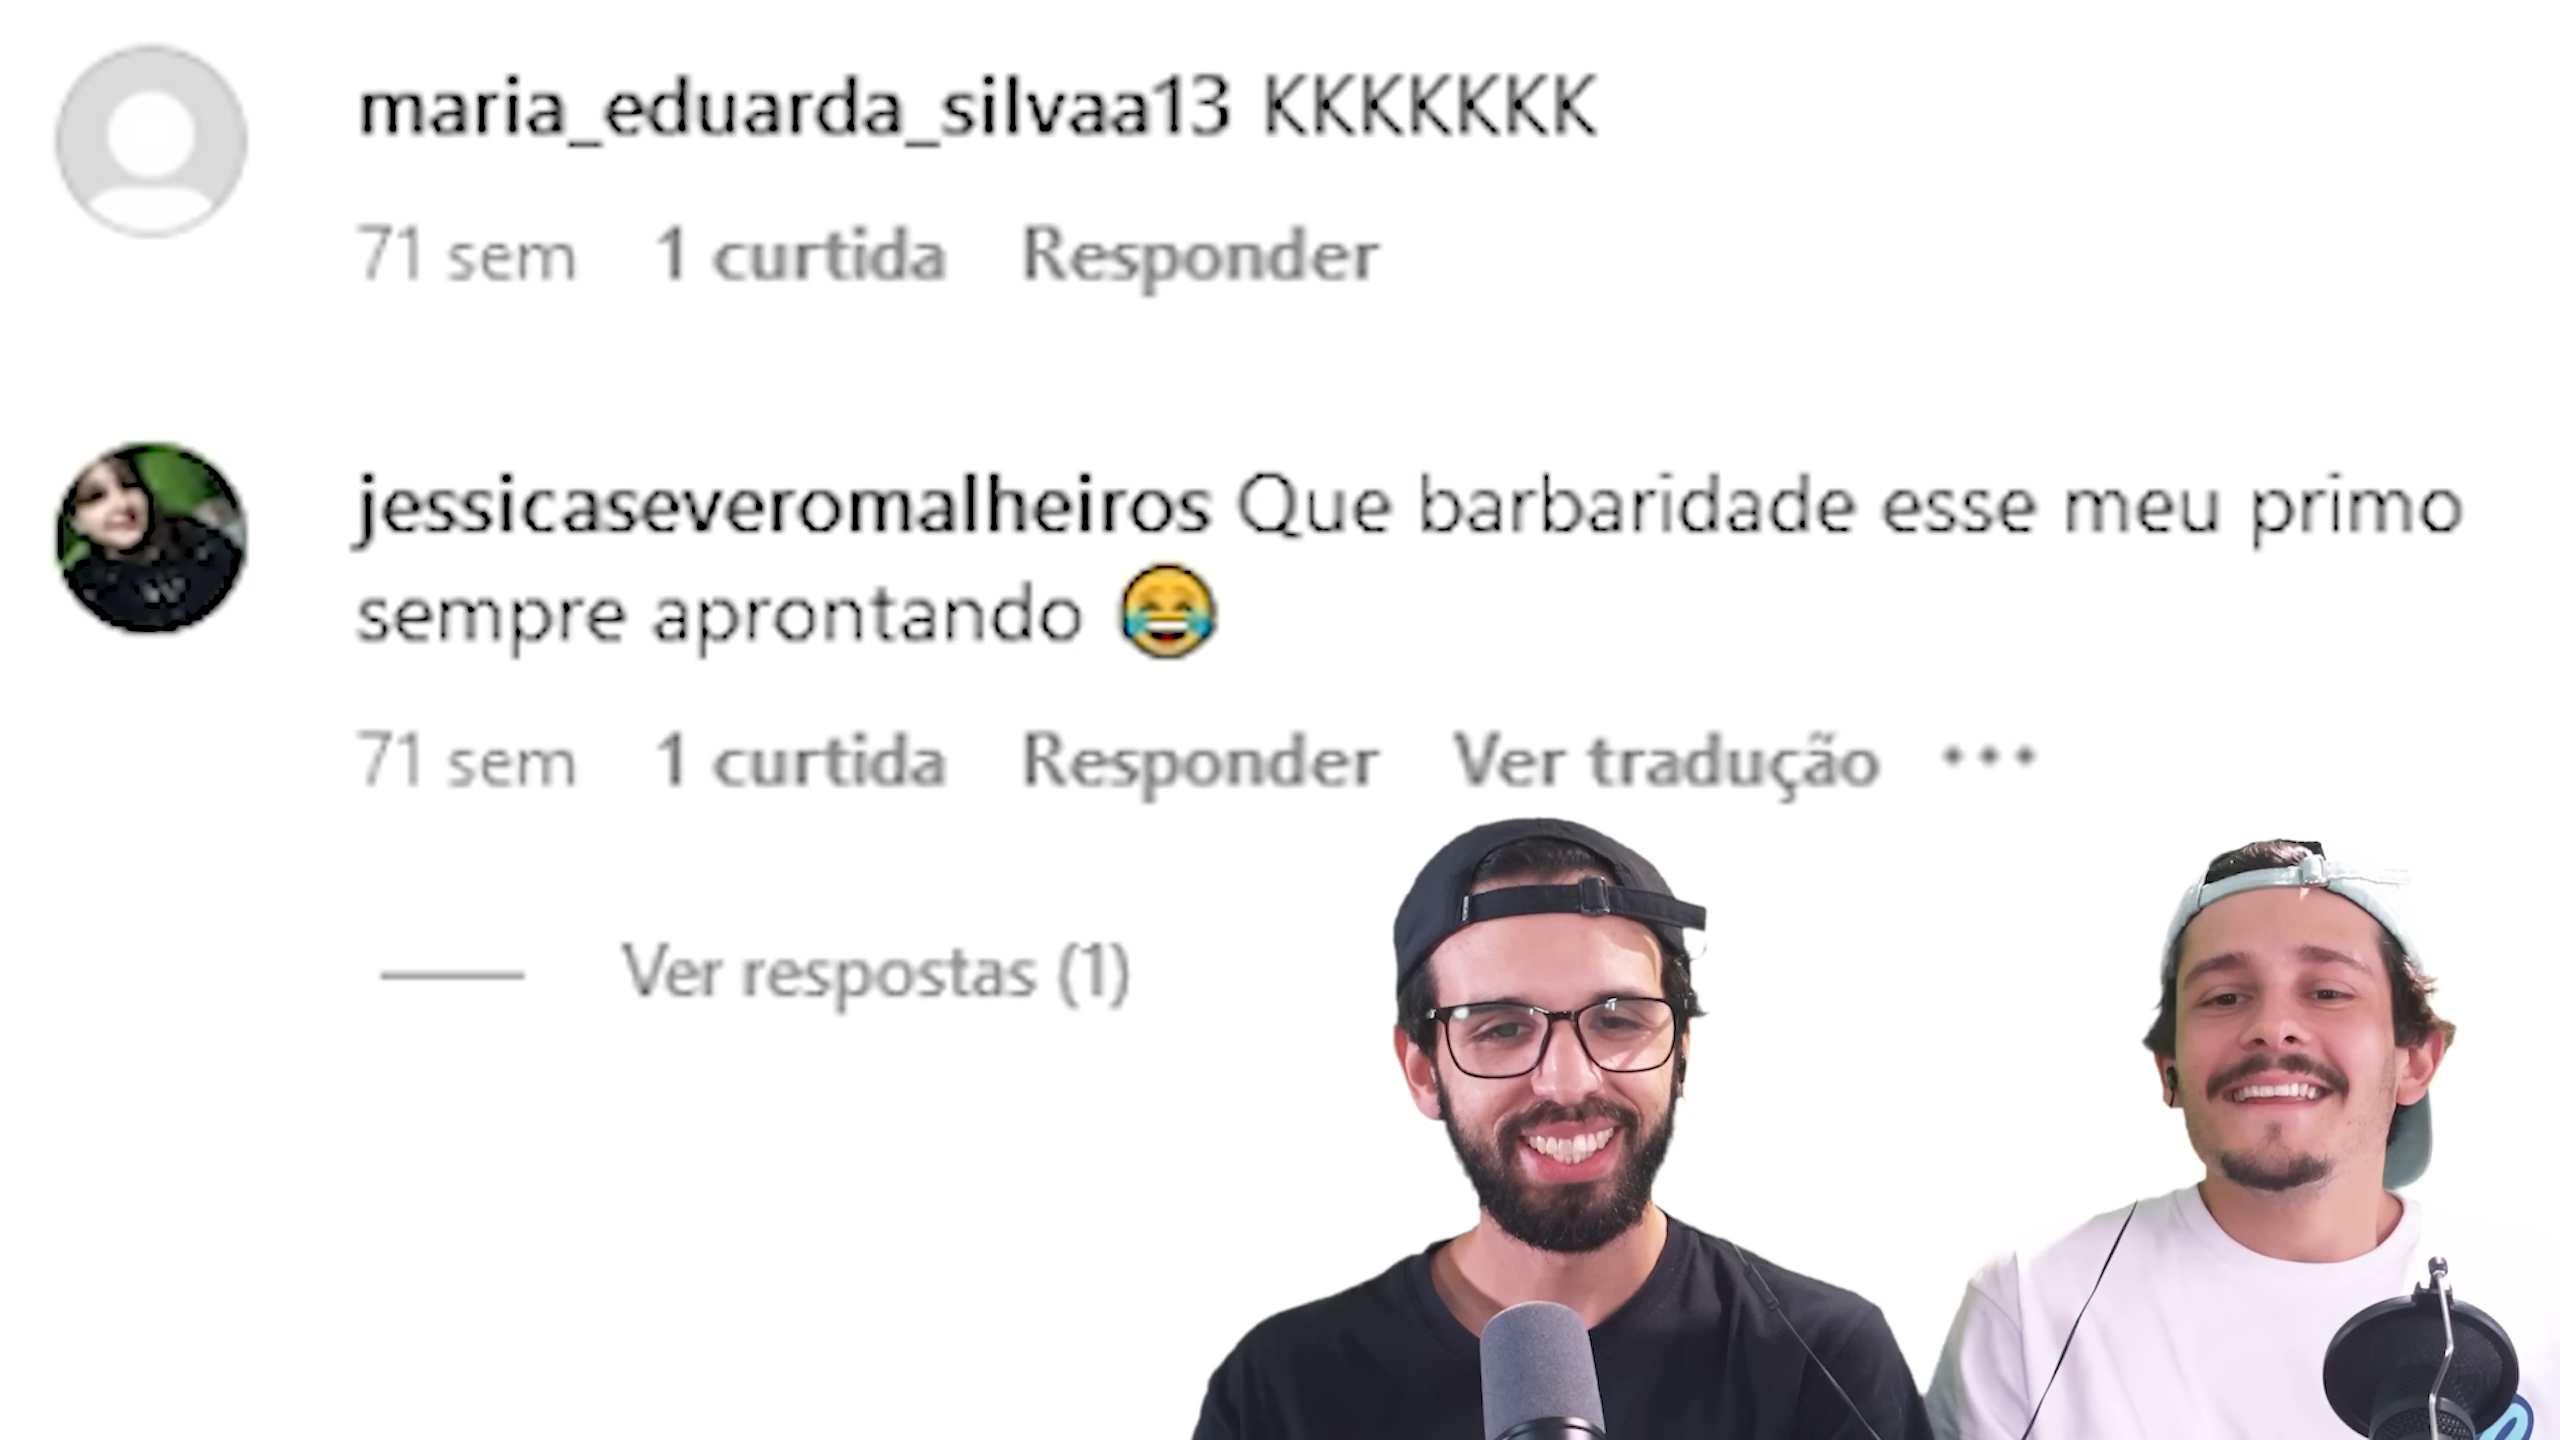 maria_eduarda_silvaa13 KKKKKKK
71 sem 1 curtida Responder
jessicaseveromalheiros Que barbaridade esse meu primo
sempre aprontando 😂
71 sem 1 curtida Responder Ver tradução •••
Ver respostas (1)